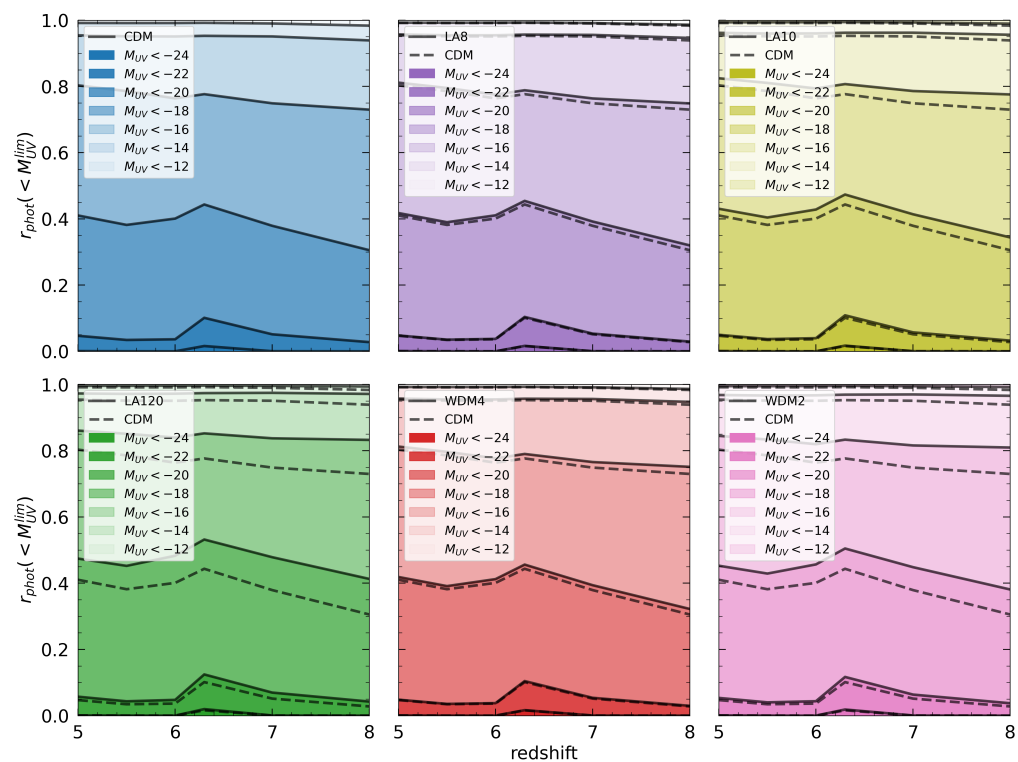 1.0
0.8
0.6
0.4
0.2
0.0
r_phot(< M_UV^lim)
CDM
M_UV < −24
M_UV < −22
M_UV < −20
M_UV < −18
M_UV < −16
M_UV < −14
M_UV < −12
LA8
CDM
M_UV < −24
M_UV < −22
M_UV < −20
M_UV < −18
M_UV < −16
M_UV < −14
M_UV < −12
LA10
CDM
M_UV < −24
M_UV < −22
M_UV < −20
M_UV < −18
M_UV < −16
M_UV < −14
M_UV < −12
1.0
0.8
0.6
0.4
0.2
0.0
r_phot(< M_UV^lim)
LA120
CDM
M_UV < −24
M_UV < −22
M_UV < −20
M_UV < −18
M_UV < −16
M_UV < −14
M_UV < −12
5 6 7 8
WDM4
CDM
M_UV < −24
M_UV < −22
M_UV < −20
M_UV < −18
M_UV < −16
M_UV < −14
M_UV < −12
5 6 7 8
WDM2
CDM
M_UV < −24
M_UV < −22
M_UV < −20
M_UV < −18
M_UV < −16
M_UV < −14
M_UV < −12
5 6 7 8
redshift